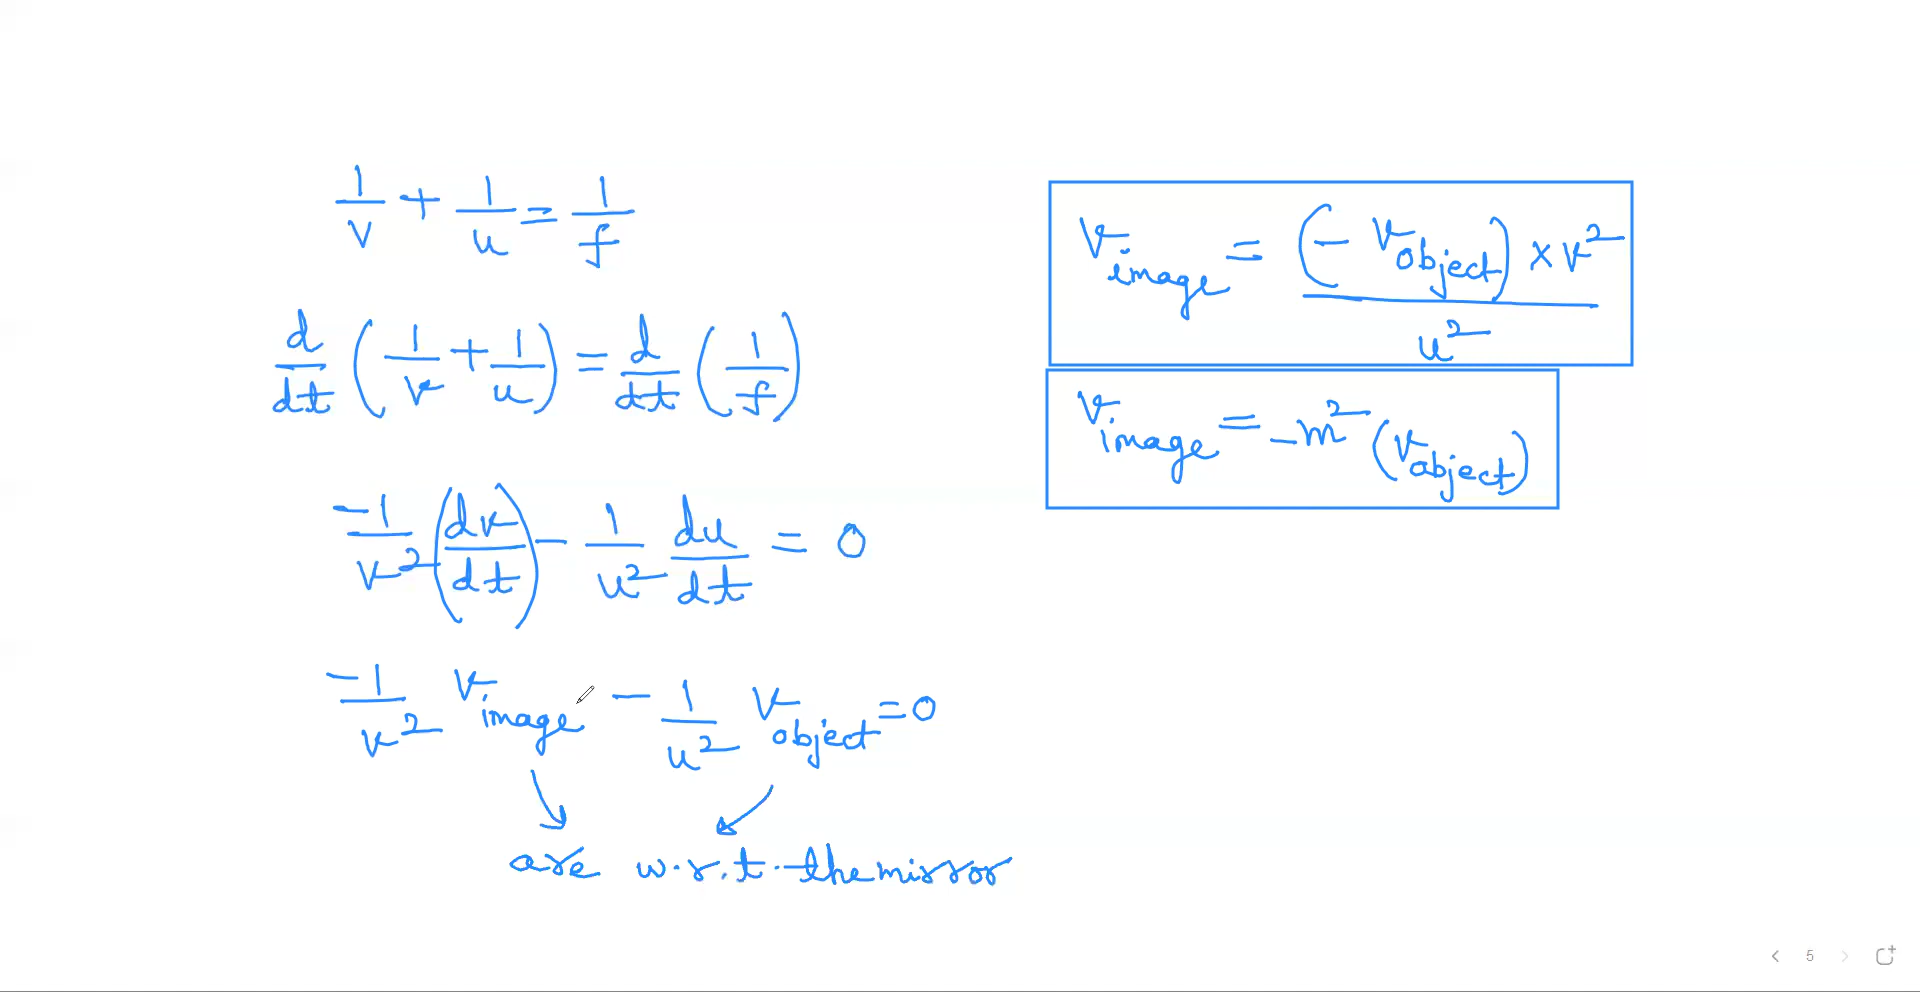 1/v + 1/u = 1/f
d/dt (1/v + 1/u) = d/dt (1/f)
-1/v² (dv/dt) - 1/u² du/dt = 0
-1/v² v_image - 1/u² v_object = 0
are w.r.t. the mirror
v_image = (- v_object) × v² / u²
v_image = -m² (v_object)
5